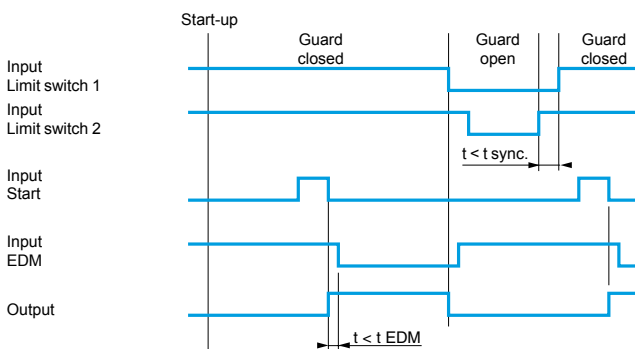 Start-up
Guard
closed
Guard
open
Guard
closed
Input
Limit switch 1
Input
Limit switch 2
t < t sync.
Input
Start
Input
EDM
Output
t < t EDM